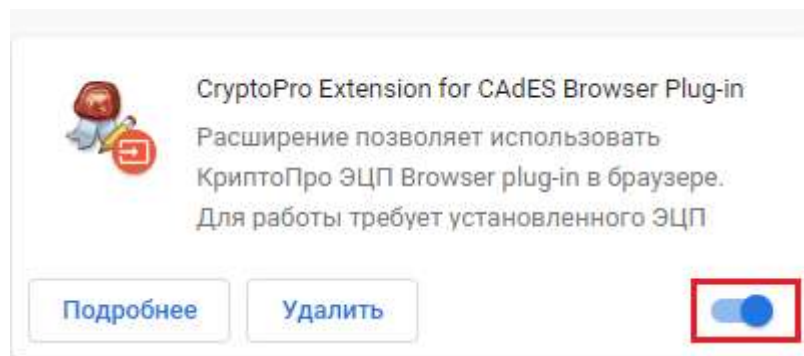 CryptoPro Extension for CAdES Browser Plug-in
Расширение позволяет использовать
КриптоПро ЭЦП Browser plug-in в браузере.
Для работы требует установленного ЭЦП
Подробнее
Удалить